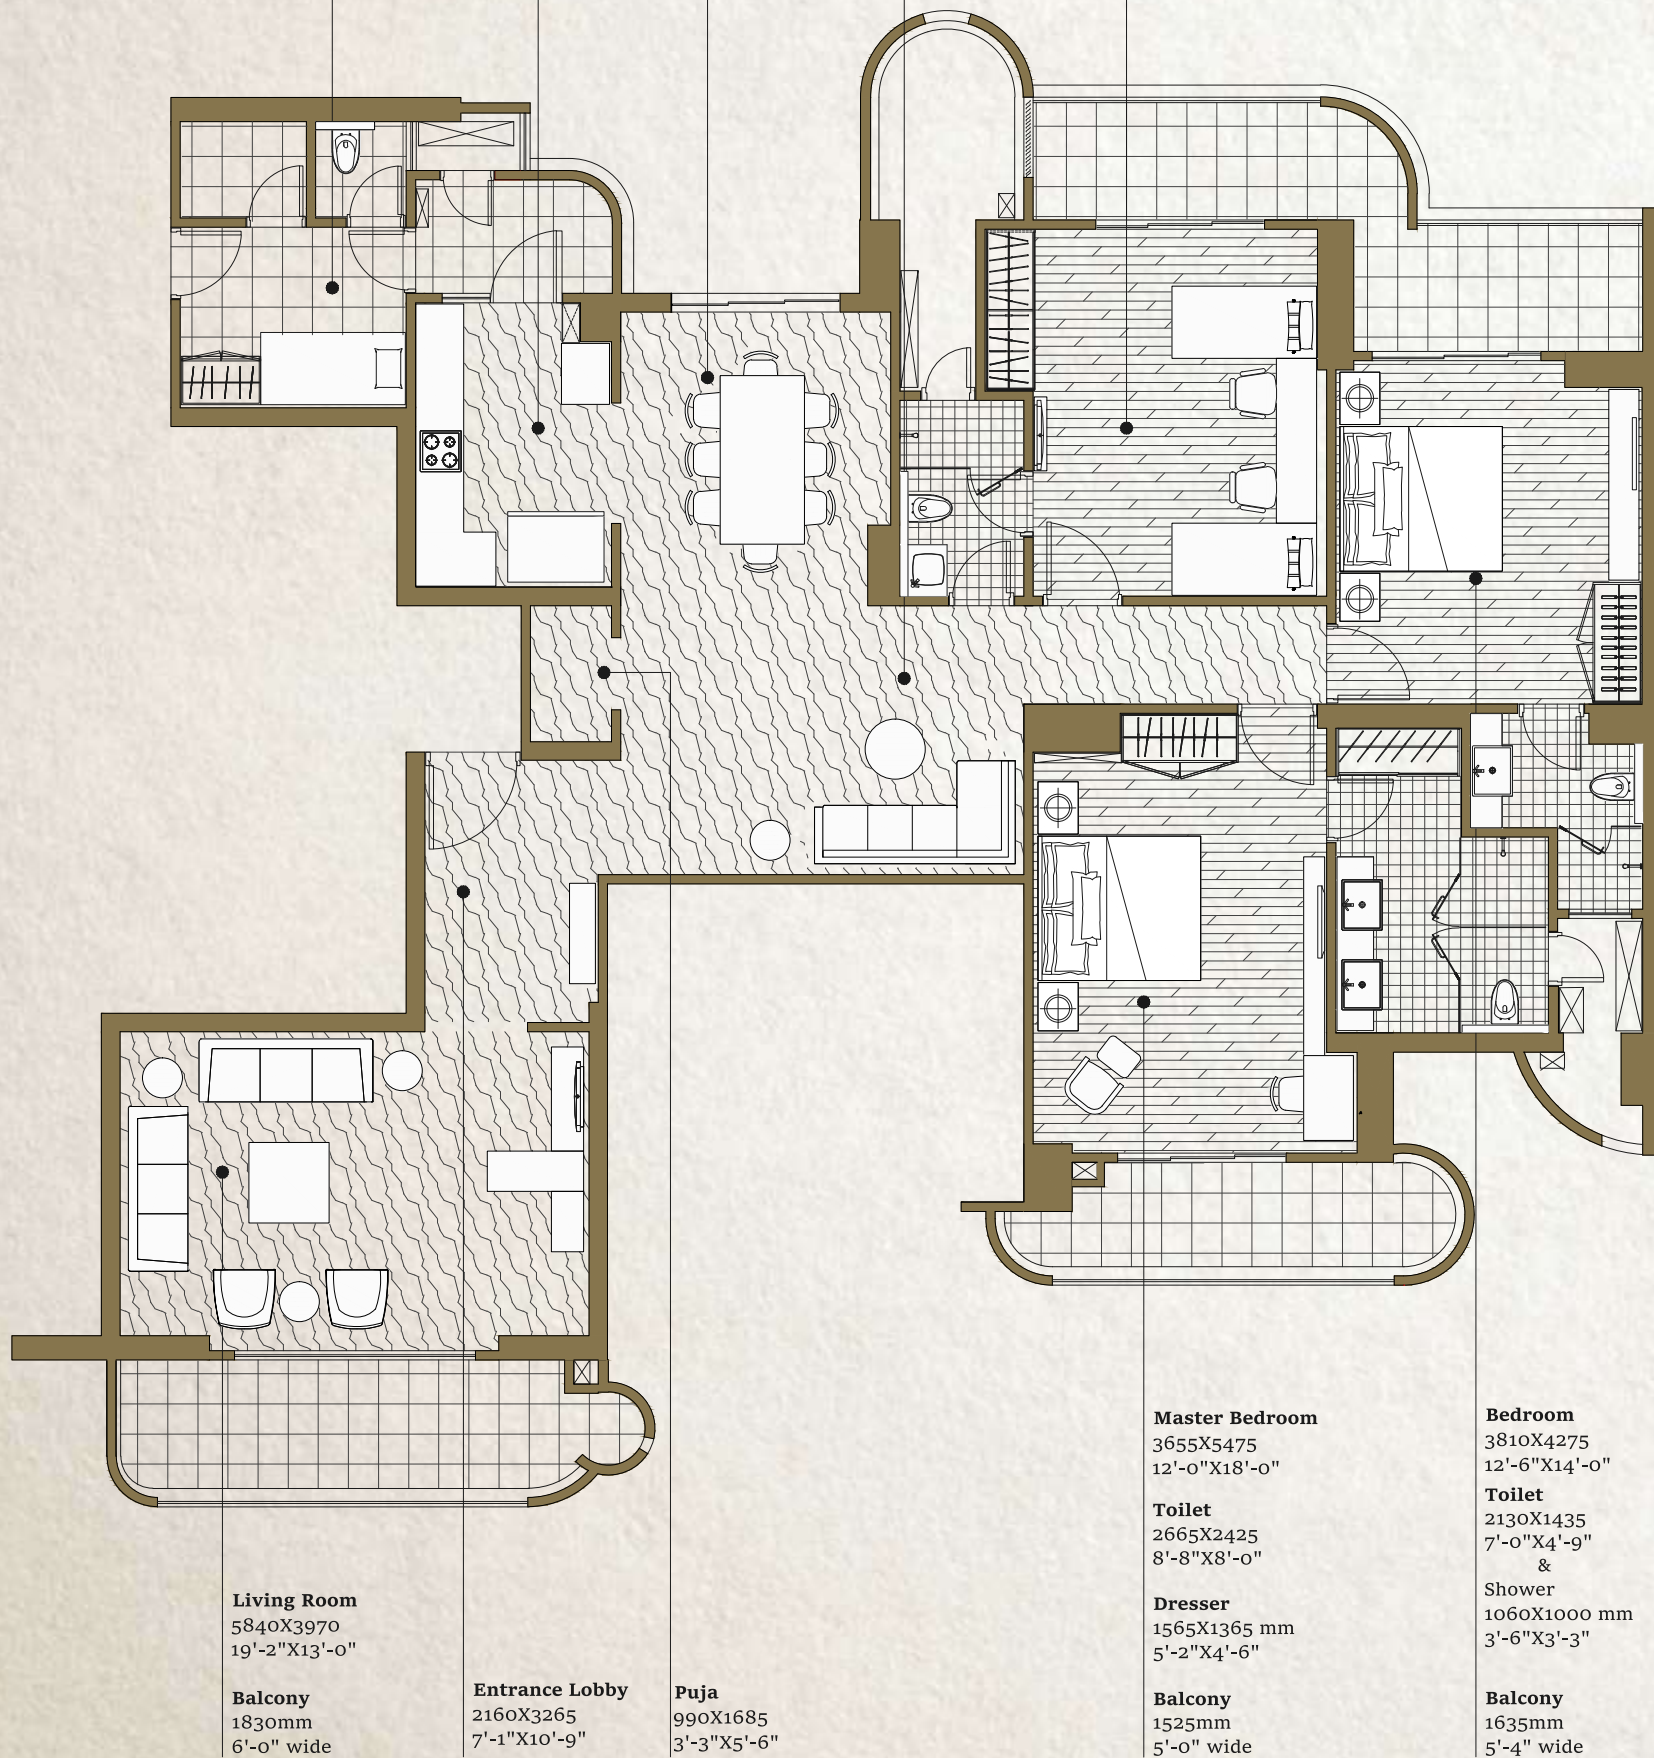 Master Bedroom
3655X5475
12'-0"X18'-0"
Toilet
2665X2425
8'-8"X8'-0"
Dresser
1565X1365 mm
5'-2"X4'-6"
Balcony
1525mm
5'-0" wide
Bedroom
3810X4275
12'-6"X14'-0"
Toilet
2130X1435
7'-0"X4'-9"
&
Shower
1060X1000 mm
3'-6"X3'-3"
Balcony
1635mm
5'-4" wide
Living Room
5840X3970
19'-2"X13'-0"
Balcony
1830mm
6'-0" wide
Entrance Lobby
2160X3265
7'-1"X10'-9"
Puja
990X1685
3'-3"X5'-6"